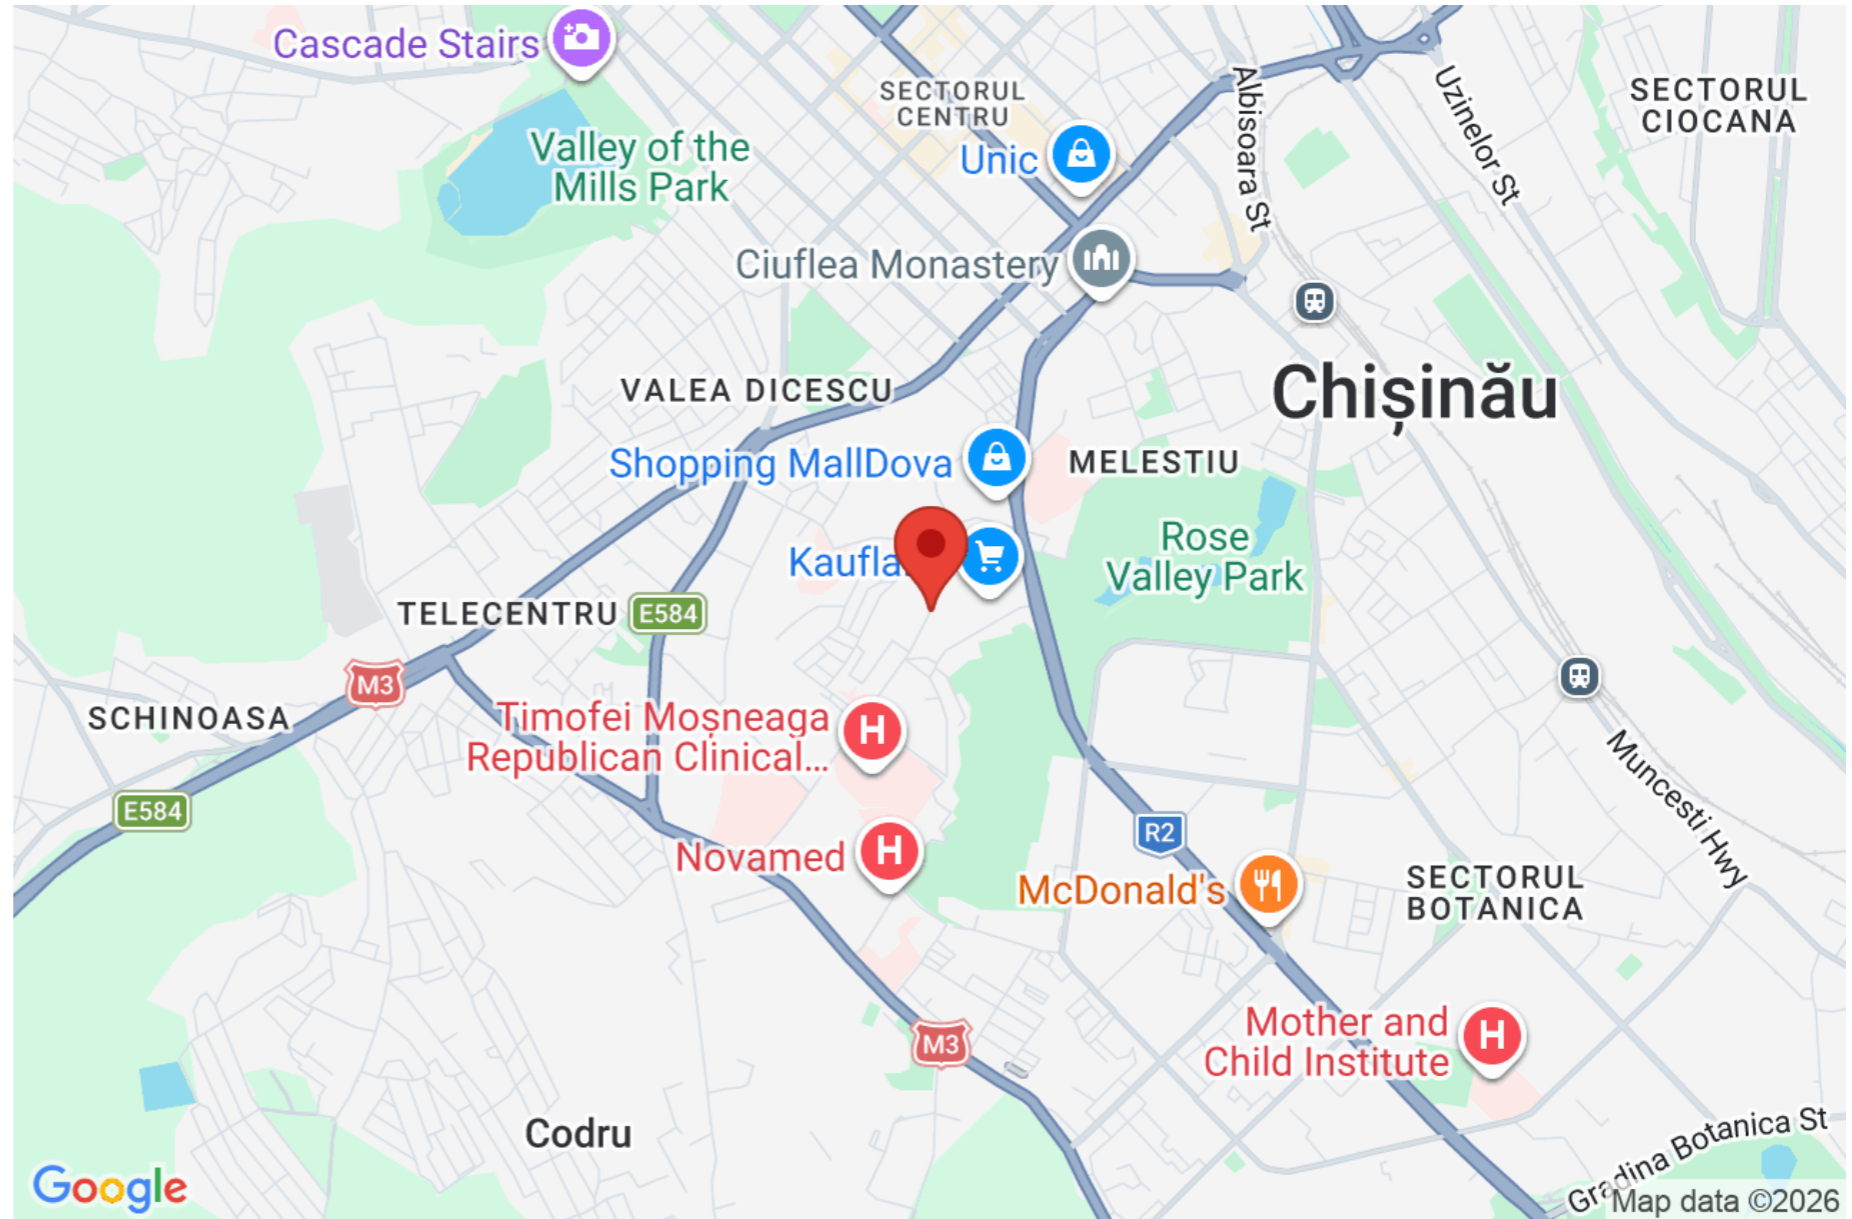 Cascade Stairs
SECTORUL
CENTRU
SECTORUL
CIOCANA
Albisoara St
Uzinelor St
Valley of the
Mills Park
Unic
Ciuflea Monastery
Chișinău
VALEA DICESCU
Shopping MallDova
MELESTIU
Rose
Valley Park
TELECENTRU
E584
M3
SCHINOASA
Timofei Moșneaga
Republican Clinical...
E584
R2
Muncesti Hwy
Novamed
McDonald's
SECTORUL
BOTANICA
M3
Mother and
Child Institute
Codru
Gradina Botanica St
Google
Map data ©2026